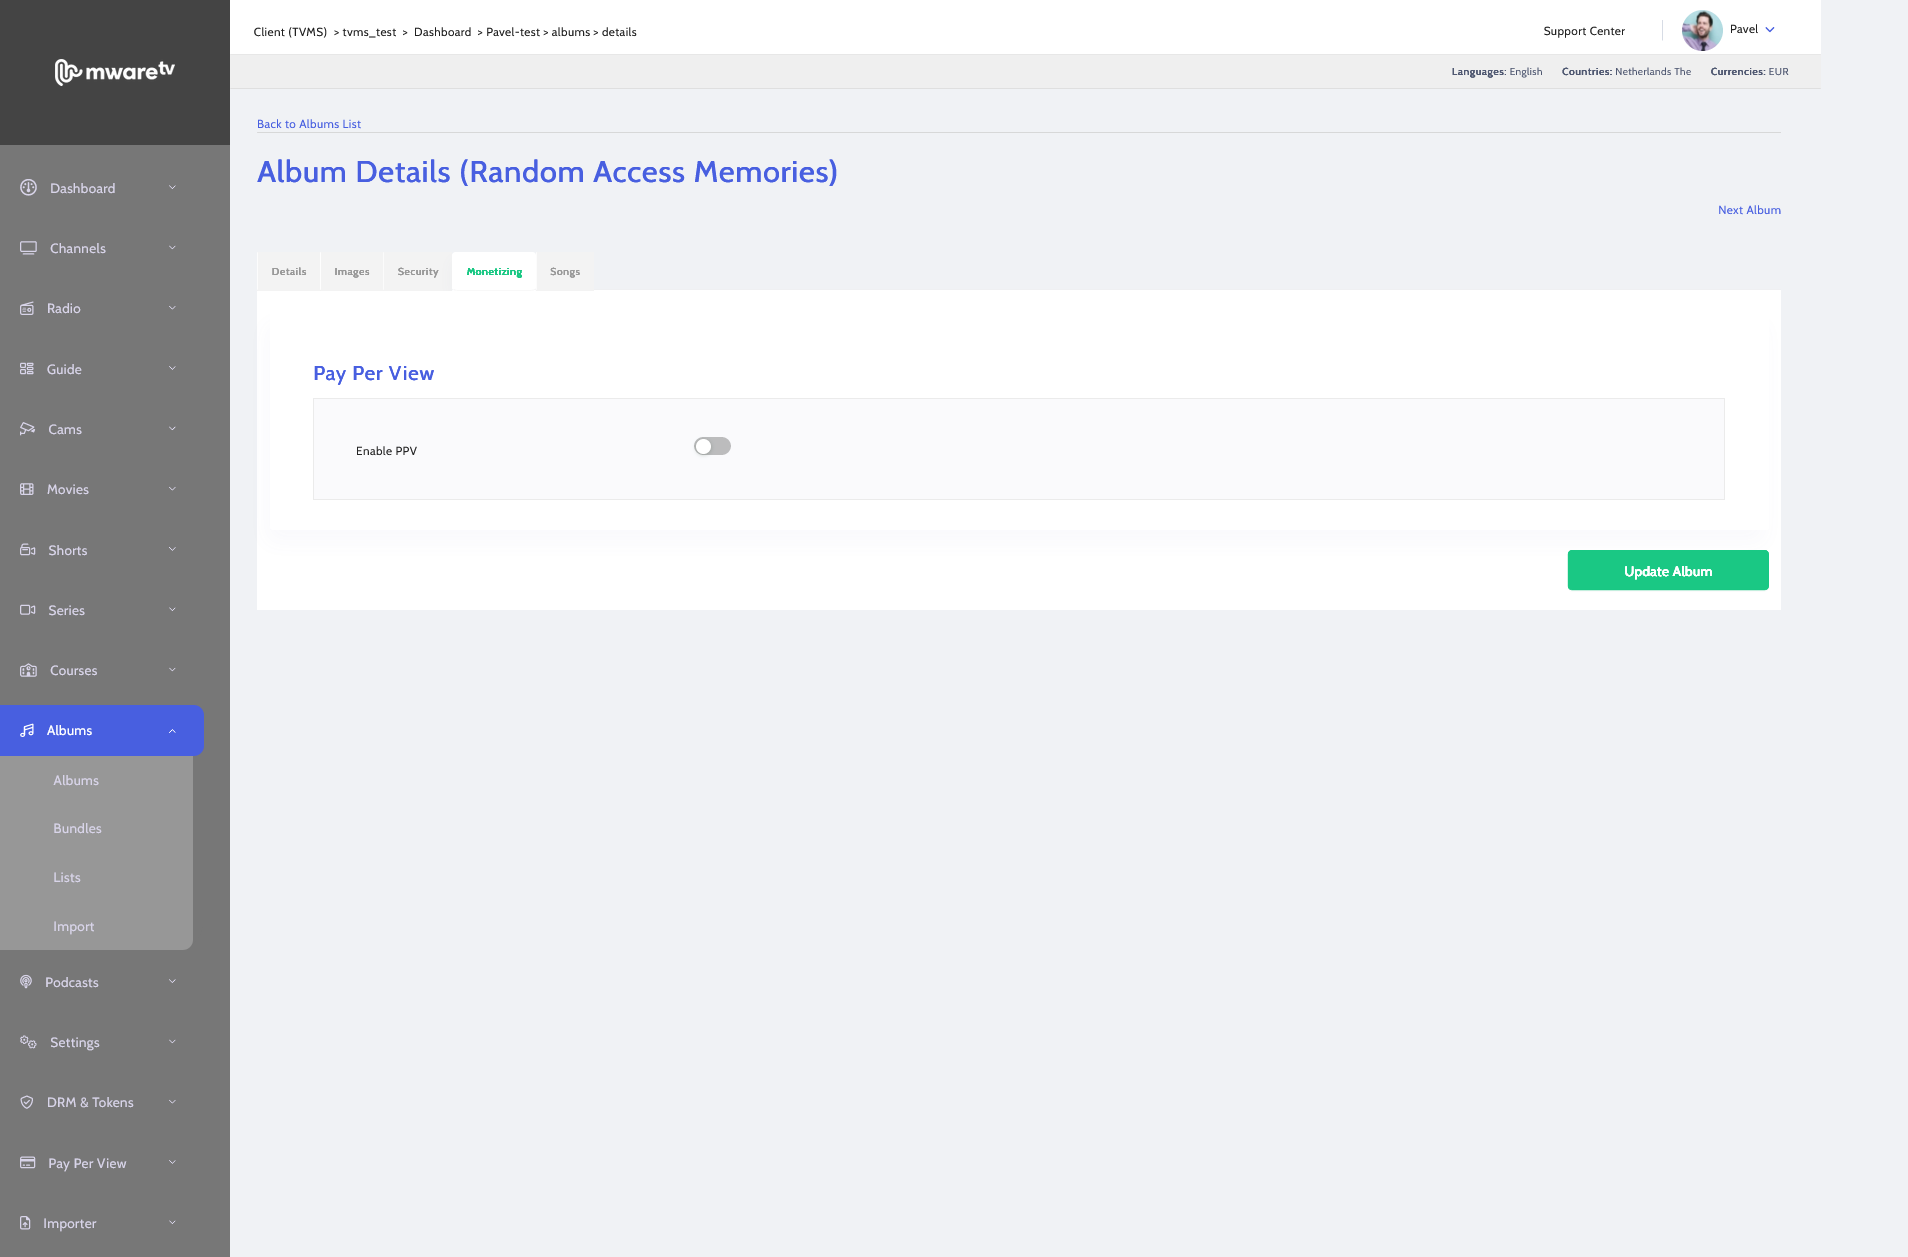 mwaretv
Client (TVMS) > tvms_test > Dashboard > Pavel-test > albums > details
Support Center
Pavel
Languages: English Countries: Netherlands The Currencies: EUR
Back to Albums List
Album Details (Random Access Memories)
Next Album
Details
Images
Security
Monetizing
Songs
Pay Per View
Enable PPV
Update Album
Dashboard
Channels
Radio
Guide
Cams
Movies
Shorts
Series
Courses
Albums
Albums
Bundles
Lists
Import
Podcasts
Settings
DRM & Tokens
Pay Per View
Importer